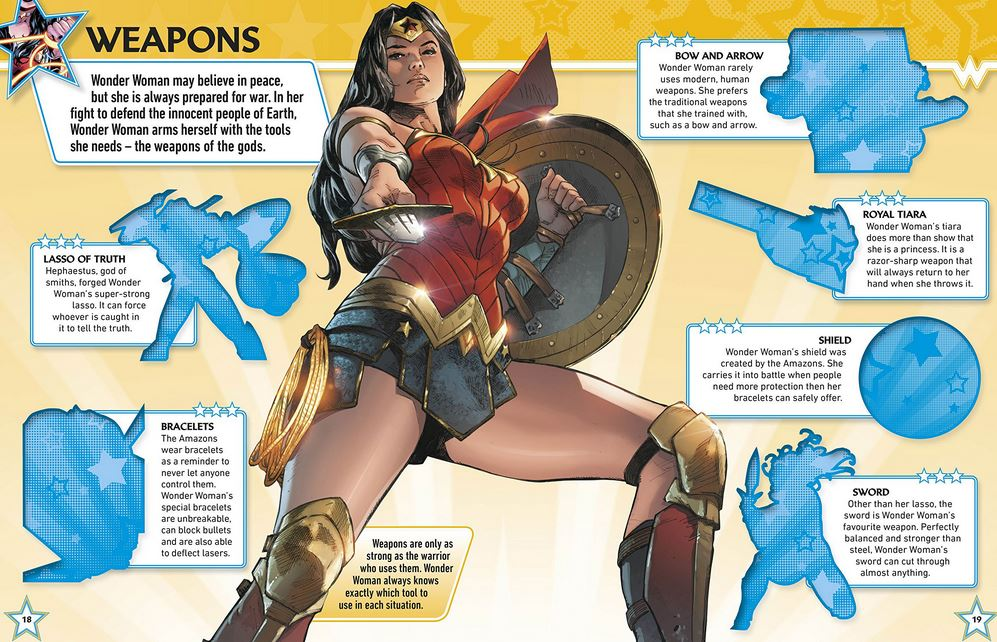 WEAPONS
Wonder Woman may believe in peace,
but she is always prepared for war. In her
fight to defend the innocent people of Earth,
Wonder Woman arms herself with the tools
she needs – the weapons of the gods.
LASSO OF TRUTH
Hephaestus, god of
smiths, forged Wonder
Woman's super-strong
lasso. It can force
whoever is caught in
it to tell the truth.
BRACELETS
The Amazons
wear bracelets
as a reminder to
never let anyone
control them.
Wonder Woman's
special bracelets
are unbreakable,
can block bullets
and are also able
to deflect lasers.
Weapons are only as
strong as the warrior
who uses them. Wonder
Woman always knows
exactly which tool to
use in each situation.
18
BOW AND ARROW
Wonder Woman rarely
uses modern, human
weapons. She prefers
the traditional weapons
that she trained with,
such as a bow and arrow.
ROYAL TIARA
Wonder Woman's tiara
does more than show that
she is a princess. It is a
razor-sharp weapon that
will always return to her
hand when she throws it.
SHIELD
Wonder Woman's shield was
created by the Amazons. She
carries it into battle when people
need more protection then her
bracelets can safely offer.
SWORD
Other than her lasso, the
sword is Wonder Woman's
favourite weapon. Perfectly
balanced and stronger than
steel, Wonder Woman's
sword can cut through
almost anything.
19